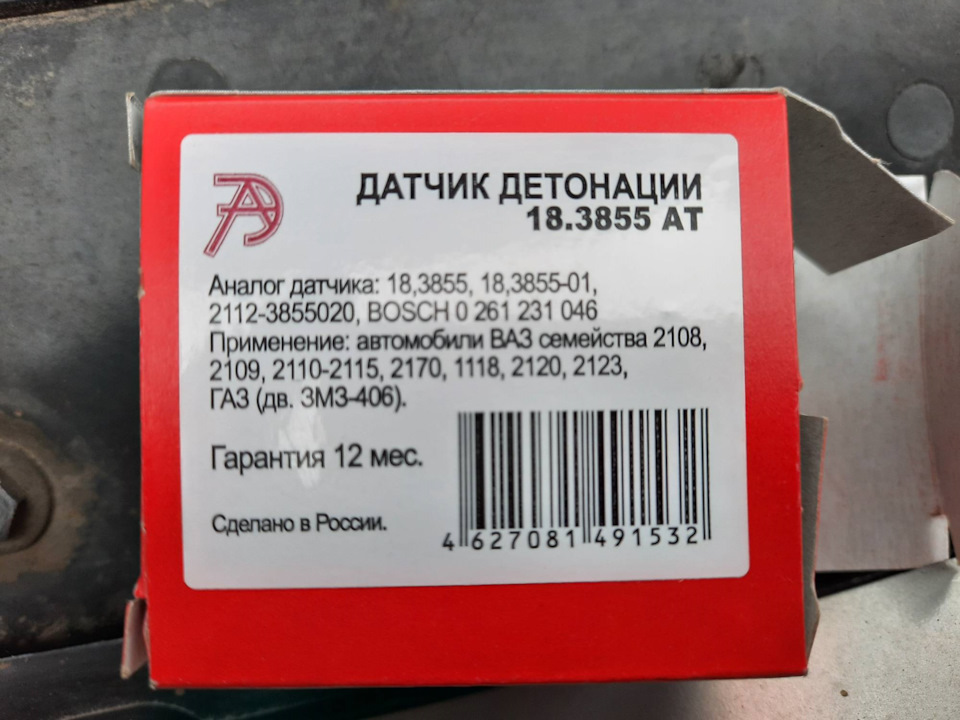 ДАТЧИК ДЕТОНАЦИИ
18.3855 АТ
Аналог датчика: 18,3855, 18,3855-01,
2112-3855020, BOSCH 0 261 231 046
Применение: автомобили ВАЗ семейства 2108,
2109, 2110-2115, 2170, 1118, 2120, 2123,
ГАЗ (дв. ЗМЗ-406).
Гарантия 12 мес.
Сделано в России.
4 627081 491532